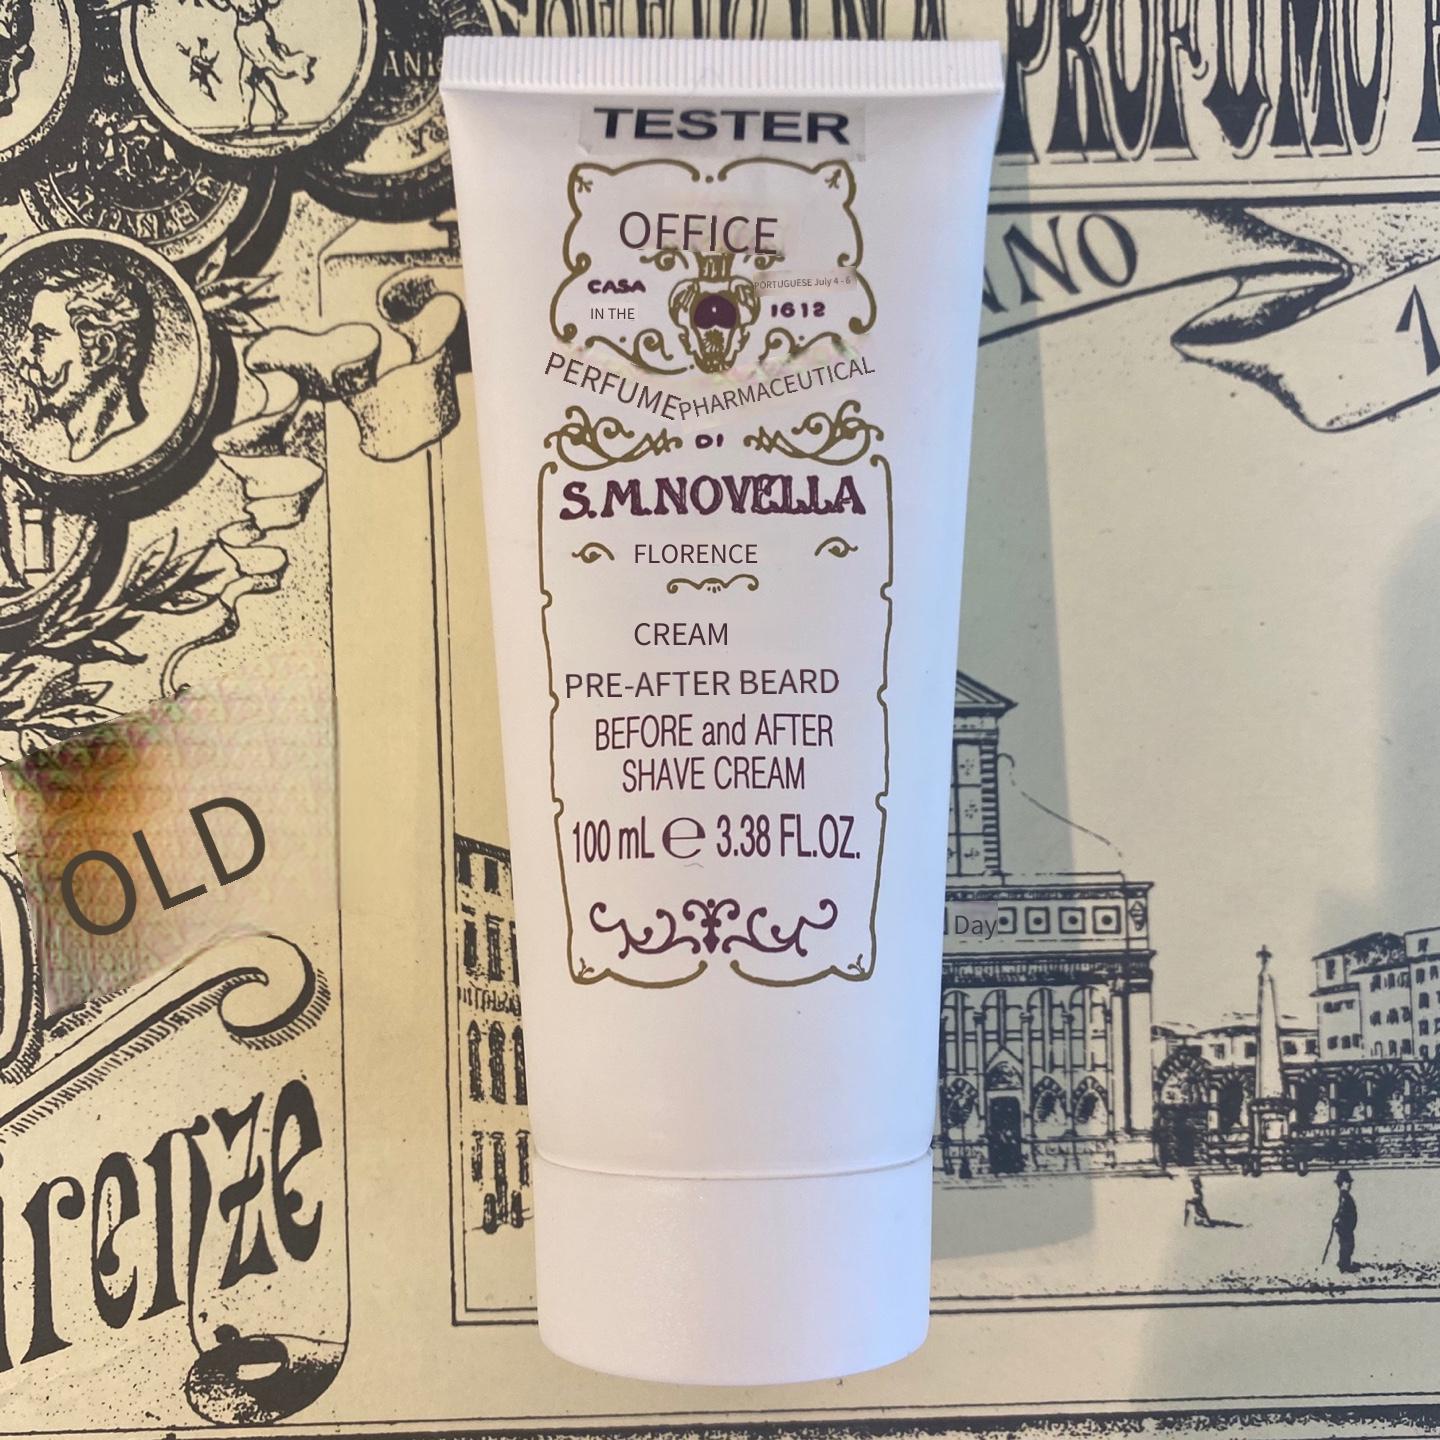 PROFUMO
TESTER
OFFICE
CASA
PORTUGUESE July 4 - 6
IN THE
1612
PERFUME PHARMACEUTICAL
DI
S.M.NOVELLA
FLORENCE
CREAM
PRE-AFTER BEARD
BEFORE and AFTER
SHAVE CREAM
100 mL e 3.38 FL.OZ.
OLD
Day
irenze